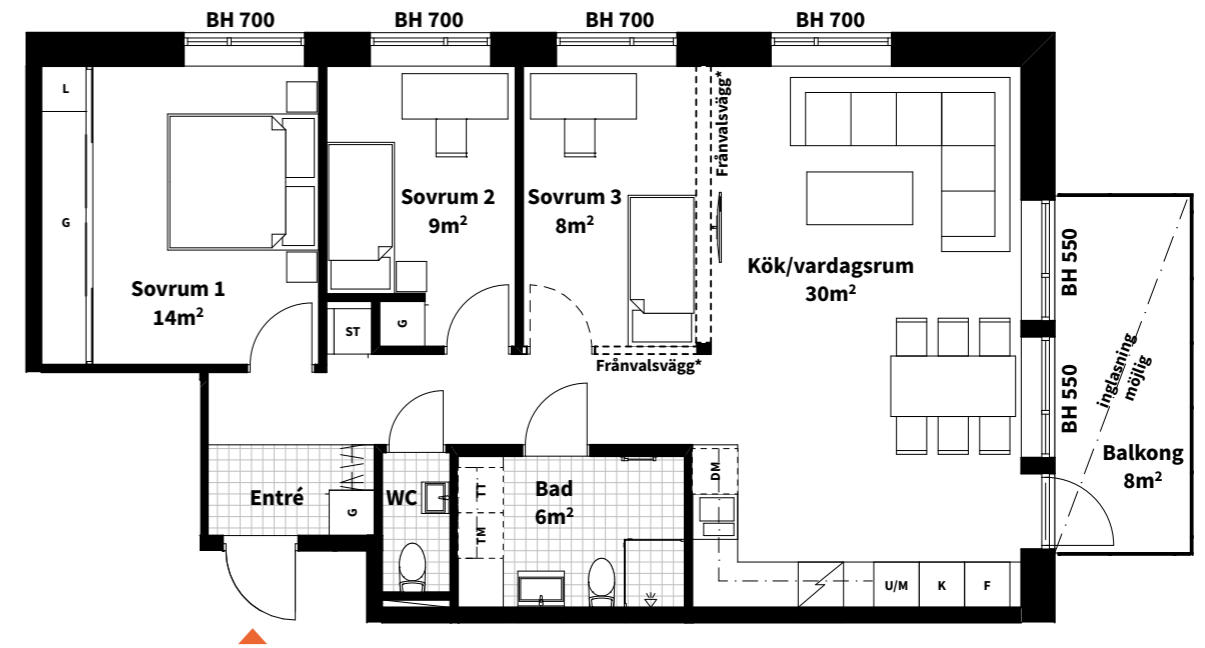 BH 700
BH 700
BH 700
BH 700
L
G
Sovrum 1
14m²
Sovrum 2
9m²
Sovrum 3
8m²
Frånvalsvägg*
Kök/vardagsrum
30m²
BH 550
BH 550
inglasning
möjlig
Balkong
8m²
ST
G
Frånvalsvägg*
Entré
G
WC
TT
TM
Bad
6m²
DM
U/M
K
F